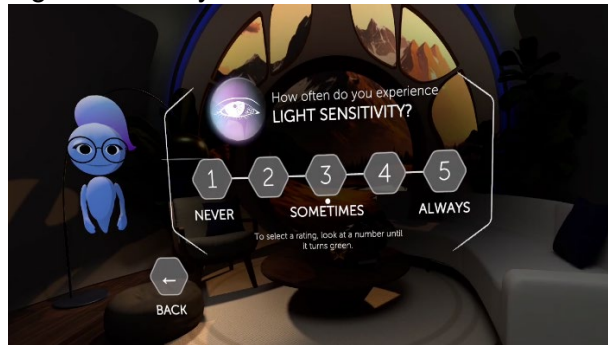 How often do you experience
LIGHT SENSITIVITY?
1 2 3 4 5
NEVER SOMETIMES ALWAYS
To select a rating, look at a number until
it turns green.
←
BACK